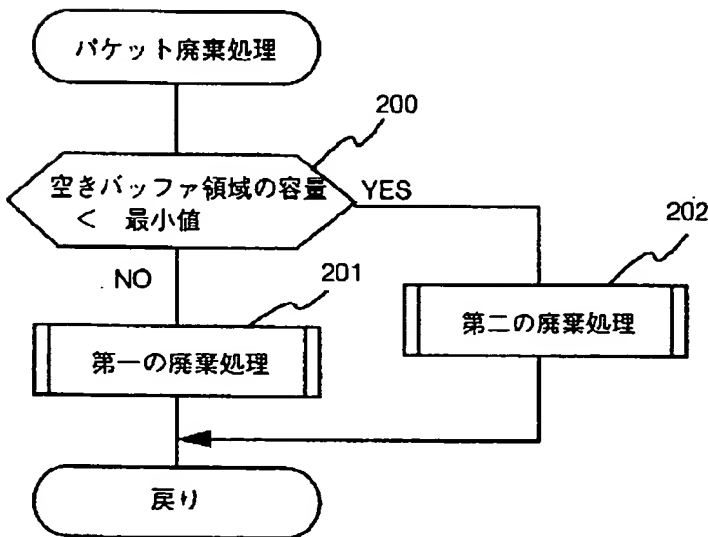 パケット廃棄処理
200
空きバッファ領域の容量
< 最小値
YES
202
NO
201
第二の廃棄処理
第一の廃棄処理
戻り